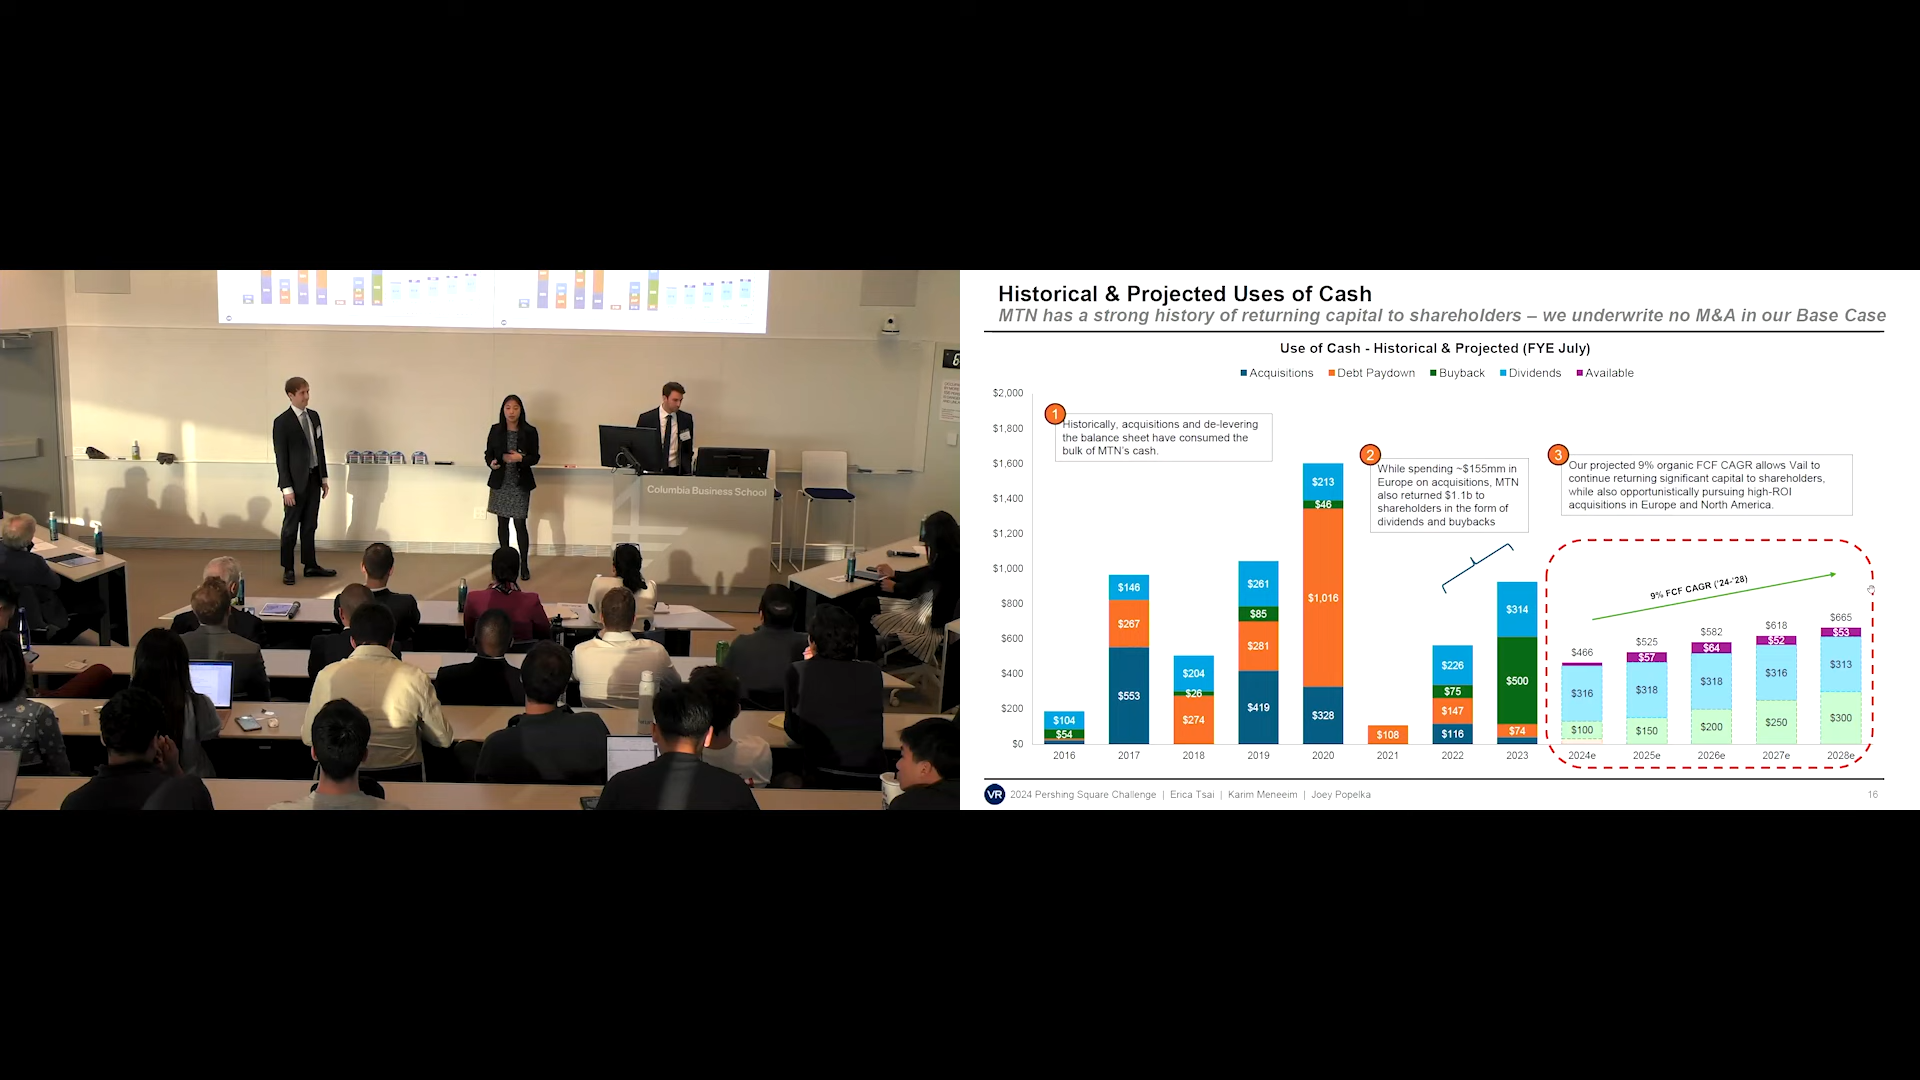 Columbia Business School
Historical & Projected Uses of Cash
MTN has a strong history of returning capital to shareholders – we underwrite no M&A in our Base Case
Use of Cash - Historical & Projected (FYE July)
Acquisitions
Debt Paydown
Buyback
Dividends
Available
$2,000
$1,800
$1,600
$1,400
$1,200
$1,000
$800
$600
$400
$200
$0
1
Historically, acquisitions and de-levering
the balance sheet have consumed the
bulk of MTN's cash.
2
While spending ~$155mm in
Europe on acquisitions, MTN
also returned $1.1b to
shareholders in the form of
dividends and buybacks
3
Our projected 9% organic FCF CAGR allows Vail to
continue returning significant capital to shareholders,
while also opportunistically pursuing high-ROI
acquisitions in Europe and North America.
9% FCF CAGR ('24-'28)
$104
$54
$146
$267
$553
$204
$26
$274
$261
$85
$281
$419
$213
$46
$1,016
$328
$108
$226
$75
$147
$116
$314
$500
$74
$466
$316
$100
$525
$57
$318
$150
$582
$64
$318
$200
$618
$52
$316
$250
$665
$53
$313
$300
2016
2017
2018
2019
2020
2021
2022
2023
2024e
2025e
2026e
2027e
2028e
VR
2024 Pershing Square Challenge | Erica Tsai | Karim Meneeim | Joey Popelka
16